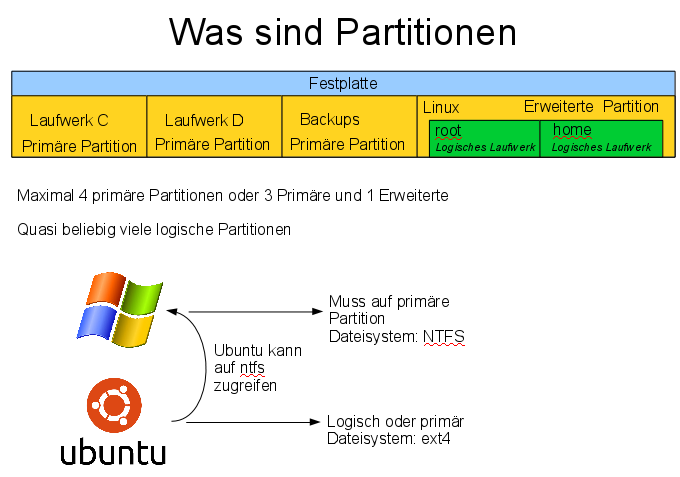 Was sind Partitionen
Festplatte
Laufwerk C
Primäre Partition
Laufwerk D
Primäre Partition
Backups
Primäre Partition
Linux
Erweiterte Partition
root
Logisches Laufwerk
home
Logisches Laufwerk
Maximal 4 primäre Partitionen oder 3 Primäre und 1 Erweiterte
Quasi beliebig viele logische Partitionen
Muss auf primäre
Partition
Dateisystem: NTFS
Ubuntu kann
auf ntfs
zugreifen
Logisch oder primär
Dateisystem: ext4
ubuntu